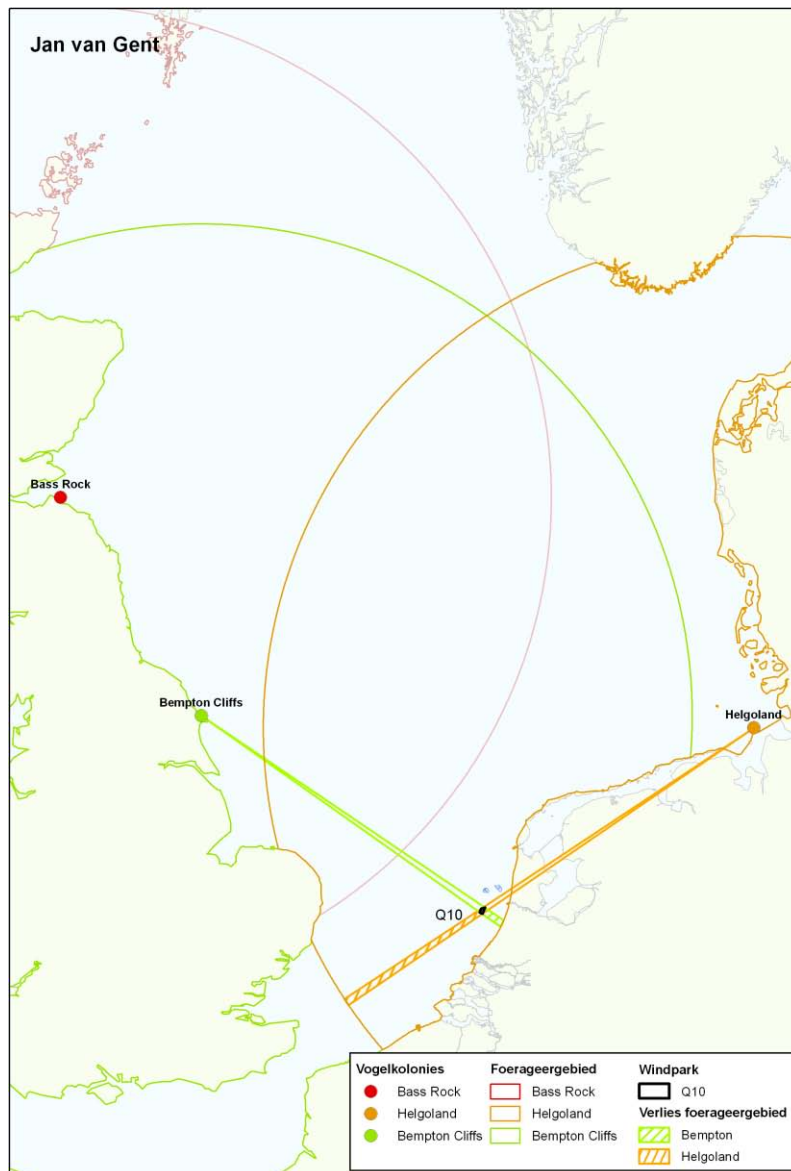 Jan van Gent
Bass Rock
Bempton Cliffs
Helgoland
Q10
Vogelkolonies
Bass Rock
Helgoland
Bempton Cliffs
Foerageergebied
Bass Rock
Helgoland
Bempton Cliffs
Windpark
Q10
Verlies foerageergebied
Bempton
Helgoland